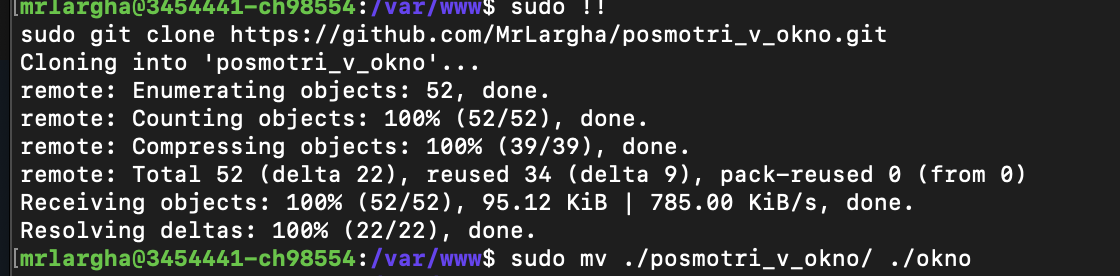 [mrlargha@3454441-ch98554:/var/www$ sudo !!
sudo git clone https://github.com/MrLargha/posmotri_v_okno.git
Cloning into 'posmotri_v_okno'...
remote: Enumerating objects: 52, done.
remote: Counting objects: 100% (52/52), done.
remote: Compressing objects: 100% (39/39), done.
remote: Total 52 (delta 22), reused 34 (delta 9), pack-reused 0 (from 0)
Receiving objects: 100% (52/52), 95.12 KiB | 785.00 KiB/s, done.
Resolving deltas: 100% (22/22), done.
[mrlargha@3454441-ch98554:/var/www$ sudo mv ./posmotri_v_okno/ ./okno